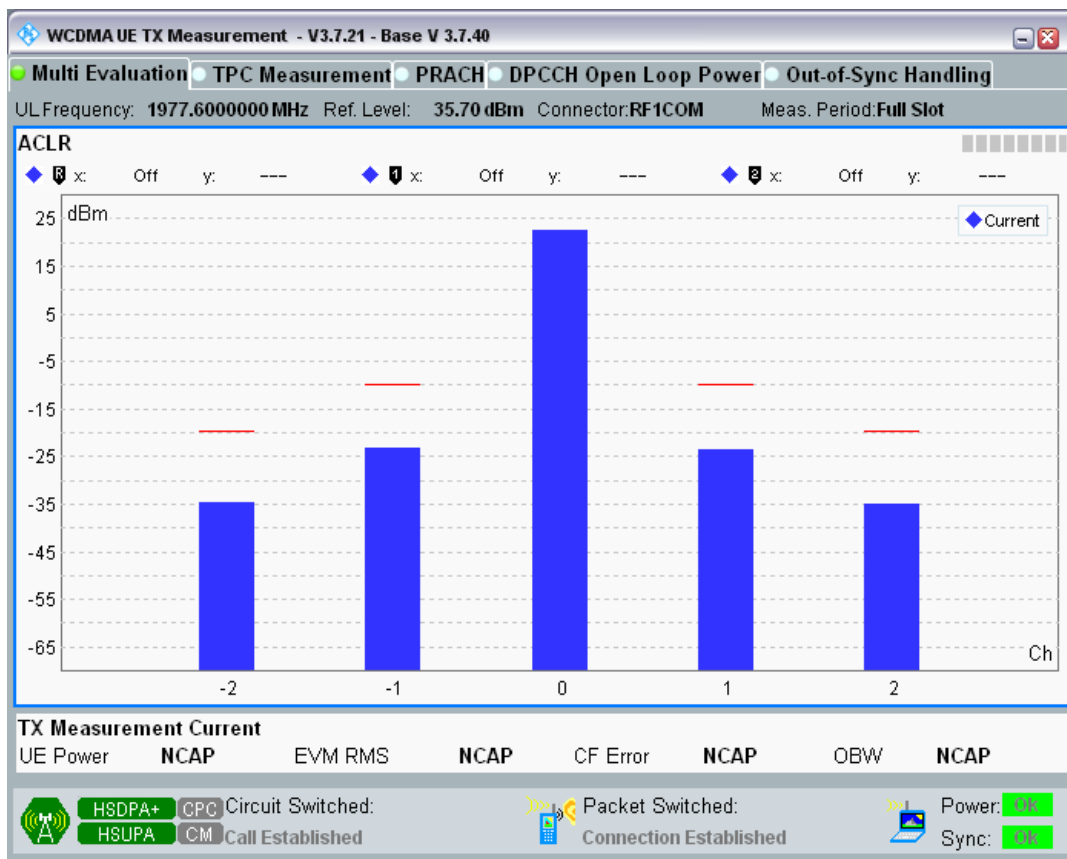 WCDMA UE TX Measurement - V3.7.21 - Base V 3.7.40
Multi Evaluation TPC Measurement PRACH DPCCH Open Loop Power Out-of-Sync Handling
UL Frequency: 1977.6000000 MHz Ref. Level: 35.70 dBm Connector:RF1COM Meas. Period:Full Slot
ACLR
R x: Off y: --- 1 x: Off y: --- 2 x: Off y: ---
dBm
Current
25
15
5
-5
-15
-25
-35
-45
-55
-65
Ch
-2 -1 0 1 2
TX Measurement Current
UE Power NCAP EVM RMS NCAP CF Error NCAP OBW NCAP
HSDPA+ CPC Circuit Switched: Packet Switched: Power: OK
HSUPA CM Call Established Connection Established Sync: OK